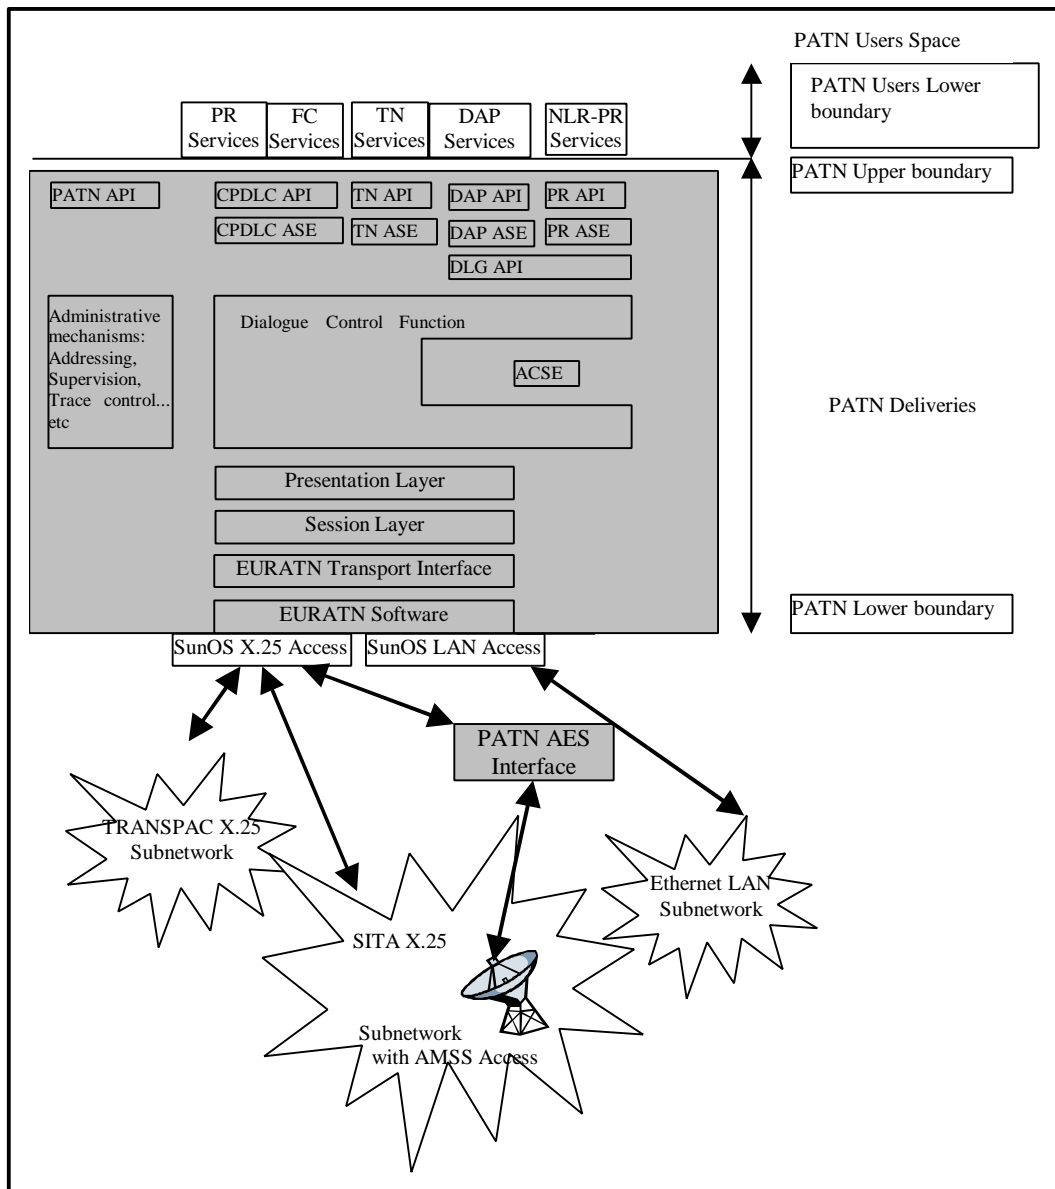 PATN Users Space
PATN Users Lower
boundary
PR
Services
FC
Services
TN
Services
DAP
Services
NLR-PR
Services
PATN Upper boundary
PATN API
CPDLC API
TN API
DAP API
PR API
CPDLC ASE
TN ASE
DAP ASE
PR ASE
DLG API
Administrative
mechanisms:
Addressing,
Supervision,
Trace control...
etc
Dialogue Control Function
ACSE
PATN Deliveries
Presentation Layer
Session Layer
EURATN Transport Interface
EURATN Software
PATN Lower boundary
SunOS X.25 Access
SunOS LAN Access
PATN AES
Interface
TRANSPAC X.25
Subnetwork
Ethernet LAN
Subnetwork
SITA X.25
Subnetwork
with AMSS Access